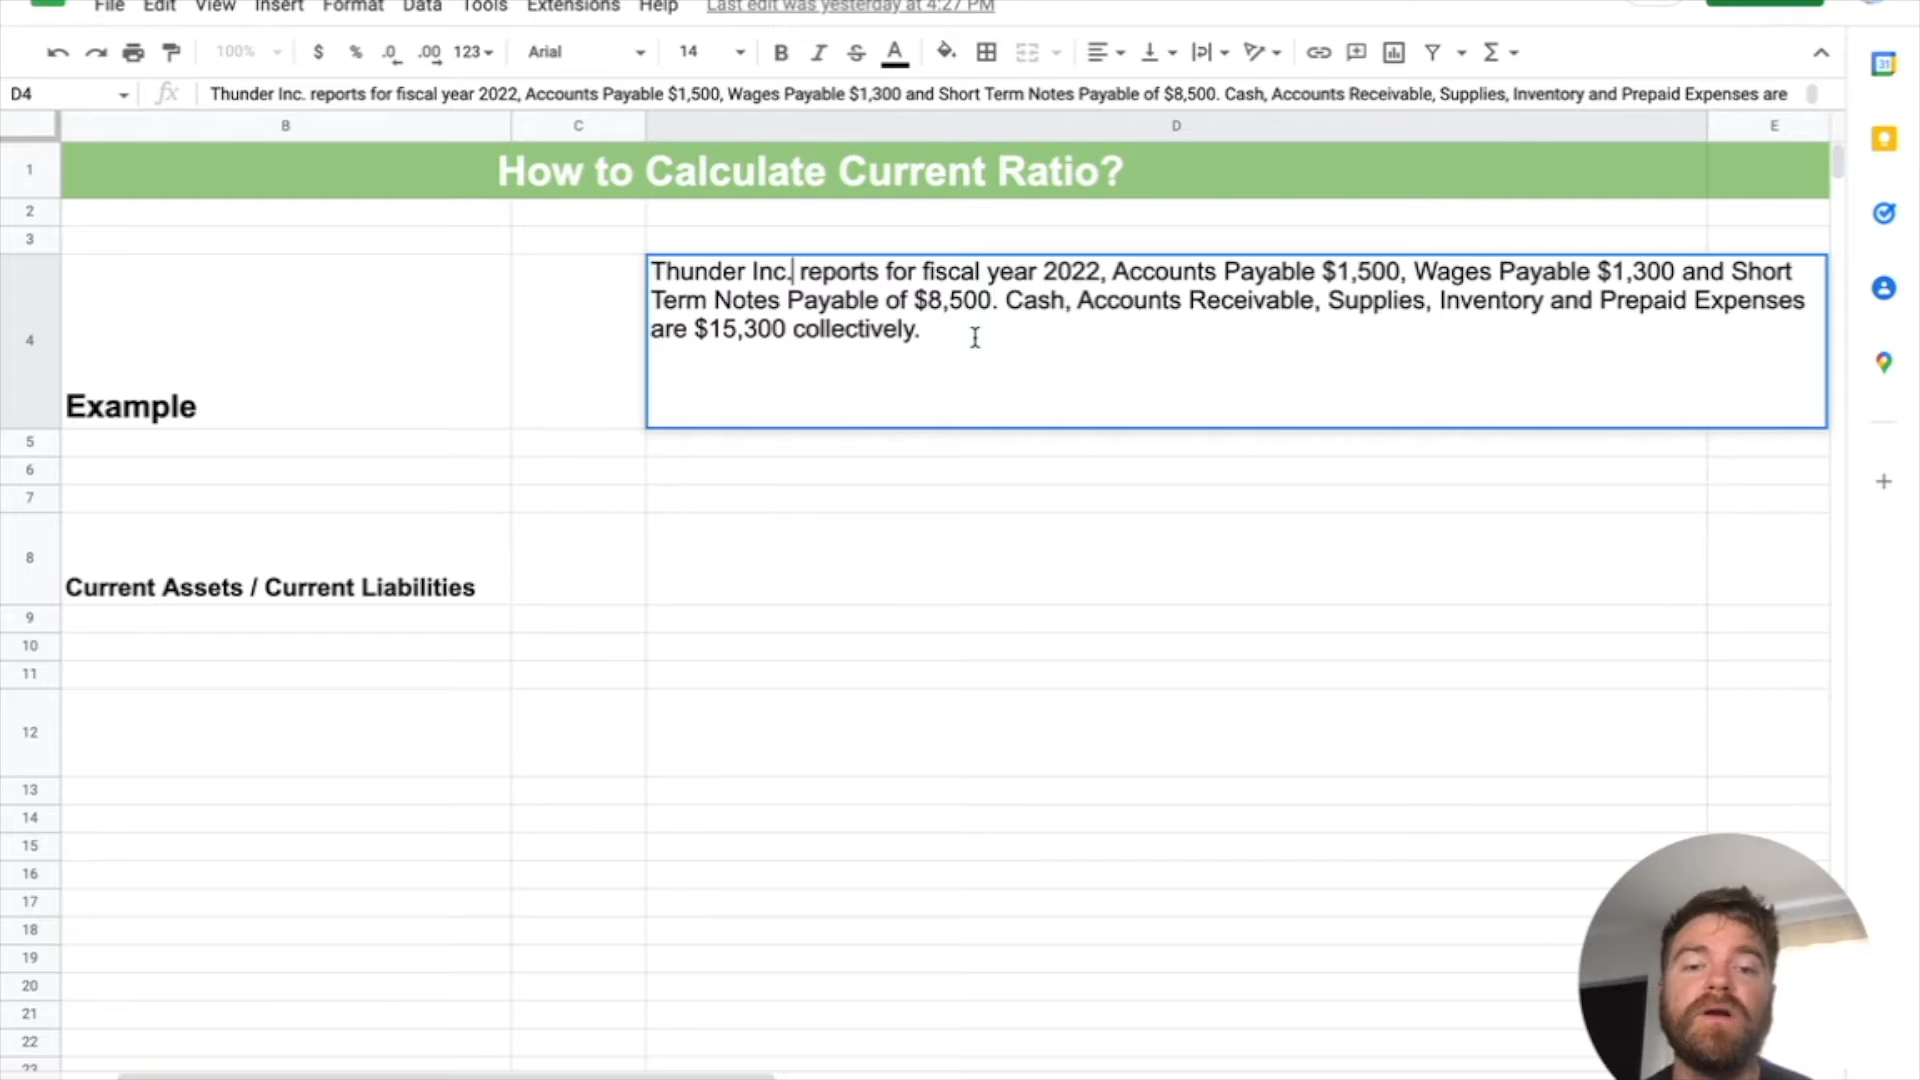 File Edit View Insert Format Data Tools Extensions Help Last edit was yesterday at 4:27 PM
100% $ % .0 .00 123 Arial 14 B I S A
D4 fx Thunder Inc. reports for fiscal year 2022, Accounts Payable $1,500, Wages Payable $1,300 and Short Term Notes Payable of $8,500. Cash, Accounts Receivable, Supplies, Inventory and Prepaid Expenses are
B C D E
1 How to Calculate Current Ratio?
2
3
Thunder Inc. reports for fiscal year 2022, Accounts Payable $1,500, Wages Payable $1,300 and Short
Term Notes Payable of $8,500. Cash, Accounts Receivable, Supplies, Inventory and Prepaid Expenses
are $15,300 collectively.
4
Example
5
6
7
8
Current Assets / Current Liabilities
9
10
11
12
13
14
15
16
17
18
19
20
21
22
23
31